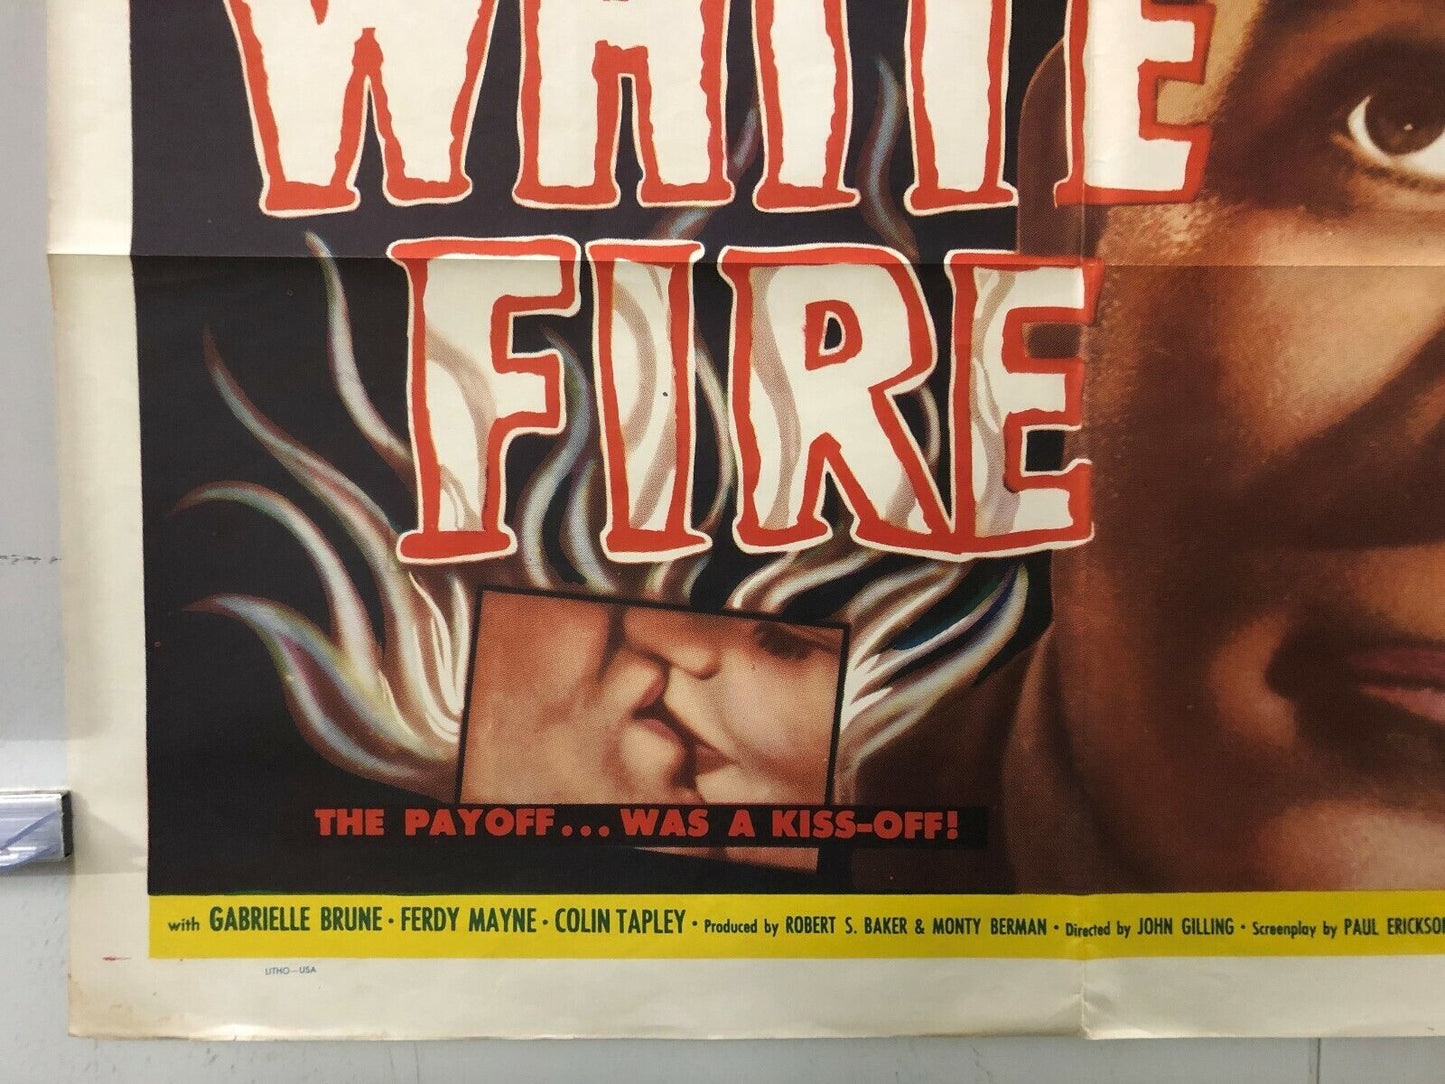 WHITE
FIRE
THE PAYOFF... WAS A KISS-OFF!
with GABRIELLE BRUNE · FERDY MAYNE · COLIN TAPLEY · Produced by ROBERT S. BAKER & MONTY BERMAN · Directed by JOHN GILLING · Screenplay by PAUL ERICKSON
LITHO—USA